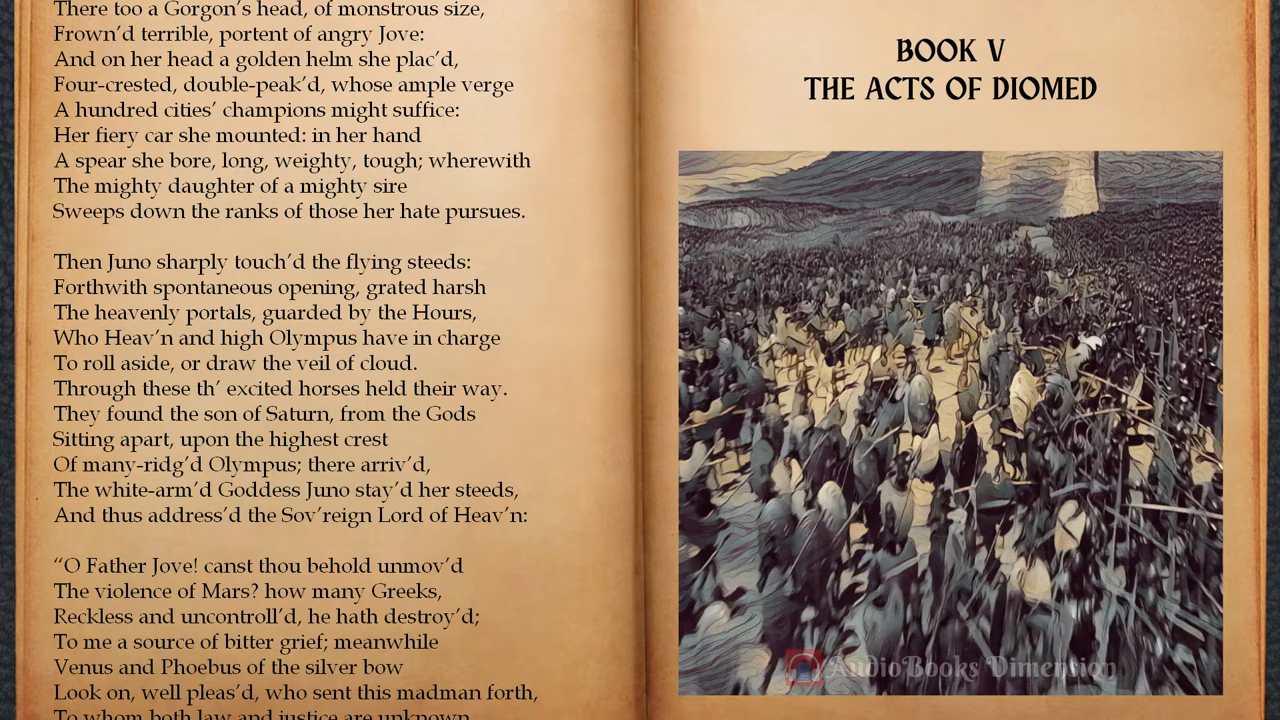 There too a Gorgon’s head, of monstrous size,
Frown’d terrible, portent of angry Jove:
And on her head a golden helm she plac’d,
Four-crested, double-peak’d, whose ample verge
A hundred cities’ champions might suffice:
Her fiery car she mounted: in her hand
A spear she bore, long, weighty, tough; wherewith
The mighty daughter of a mighty sire
Sweeps down the ranks of those her hate pursues.
Then Juno sharply touch’d the flying steeds:
Forthwith spontaneous opening, grated harsh
The heavenly portals, guarded by the Hours,
Who Heav’n and high Olympus have in charge
To roll aside, or draw the veil of cloud.
Through these th’ excited horses held their way.
They found the son of Saturn, from the Gods
Sitting apart, upon the highest crest
Of many-ridg’d Olympus; there arriv’d,
The white-arm’d Goddess Juno stay’d her steeds,
And thus address’d the Sov’reign Lord of Heav’n:
“O Father Jove! canst thou behold unmov’d
The violence of Mars? how many Greeks,
Reckless and uncontroll’d, he hath destroy’d;
To me a source of bitter grief; meanwhile
Venus and Phoebus of the silver bow
Look on, well pleas’d, who sent this madman forth,
To whom both law and justice are unknown
BOOK V
THE ACTS OF DIOMED
AudioBooks Dimension